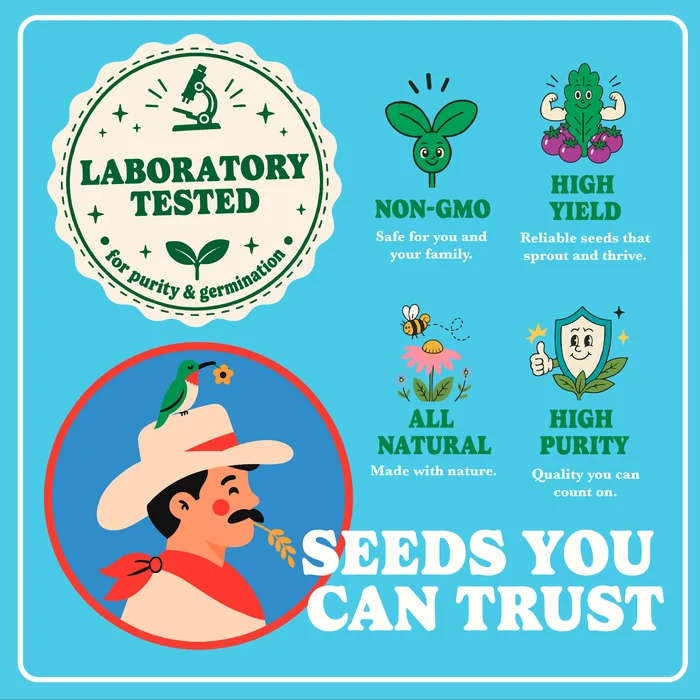 LABORATORY
TESTED
for purity & germination
NON-GMO
Safe for you and
your family.
HIGH
YIELD
Reliable seeds that
sprout and thrive.
ALL
NATURAL
Made with nature.
HIGH
PURITY
Quality you can
count on.
SEEDS YOU
CAN TRUST